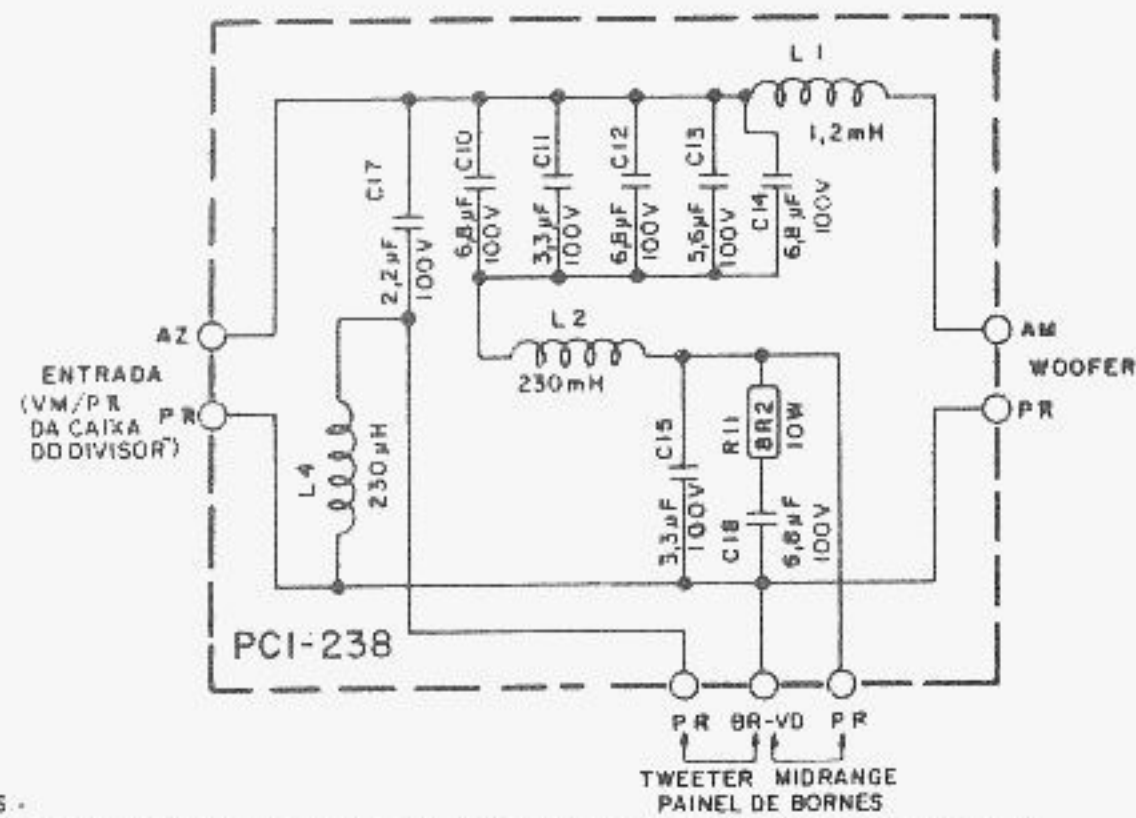 L 1
1,2mH
C17
2,2µF
100V
C10
6,8µF
100V
C11
3,3µF
100V
C12
6,8µF
100V
C13
5,6µF
100V
C14
6,8µF
100V
AZ
ENTRADA
(VM/PR
DA CAIXA
DO DIVISOR)
PR
L 2
230mH
L4
230µH
C15
3,3µF
100V
R11
8R2
10W
C18
6,8µF
100V
AM
WOOFER
PR
PCI-238
PR BR-VD PR
TWEETER MIDRANGE
PAINEL DE BORNES